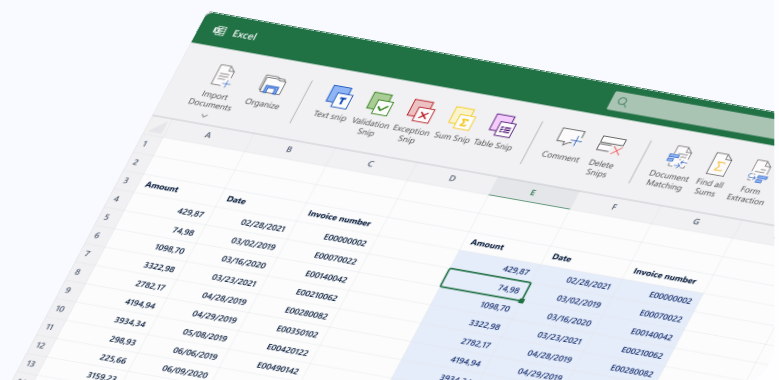 Excel
Import Documents
Organize
Text snip
Validation Snip
Exception Snip
Sum Snip
Table Snip
Comment
Delete Snips
Document Matching
Find all Sums
Form Extraction
A B C D E F G
1
2
3 Amount Date Invoice number Amount Date Invoice number
4 429,87 02/28/2021 E00000002 429,87 02/28/2021 E00000002
5 74,98 03/02/2019 E00070022 74,98 03/02/2019 E00070022
6 1098,70 03/16/2020 E00140042 1098,70 03/16/2020 E00140042
7 3322,98 03/23/2021 E00210062 3322,98 03/23/2021 E00210062
8 2782,17 04/28/2019 E00280082 2782,17 04/28/2019 E00280082
9 4194,94 04/29/2019 E00350102 4194,94 04/29/2019
10 3934,34 05/08/2019 E00420122
11 298,93 06/06/2019 E00490142
12 225,66 06/09/2020
13 3159,23